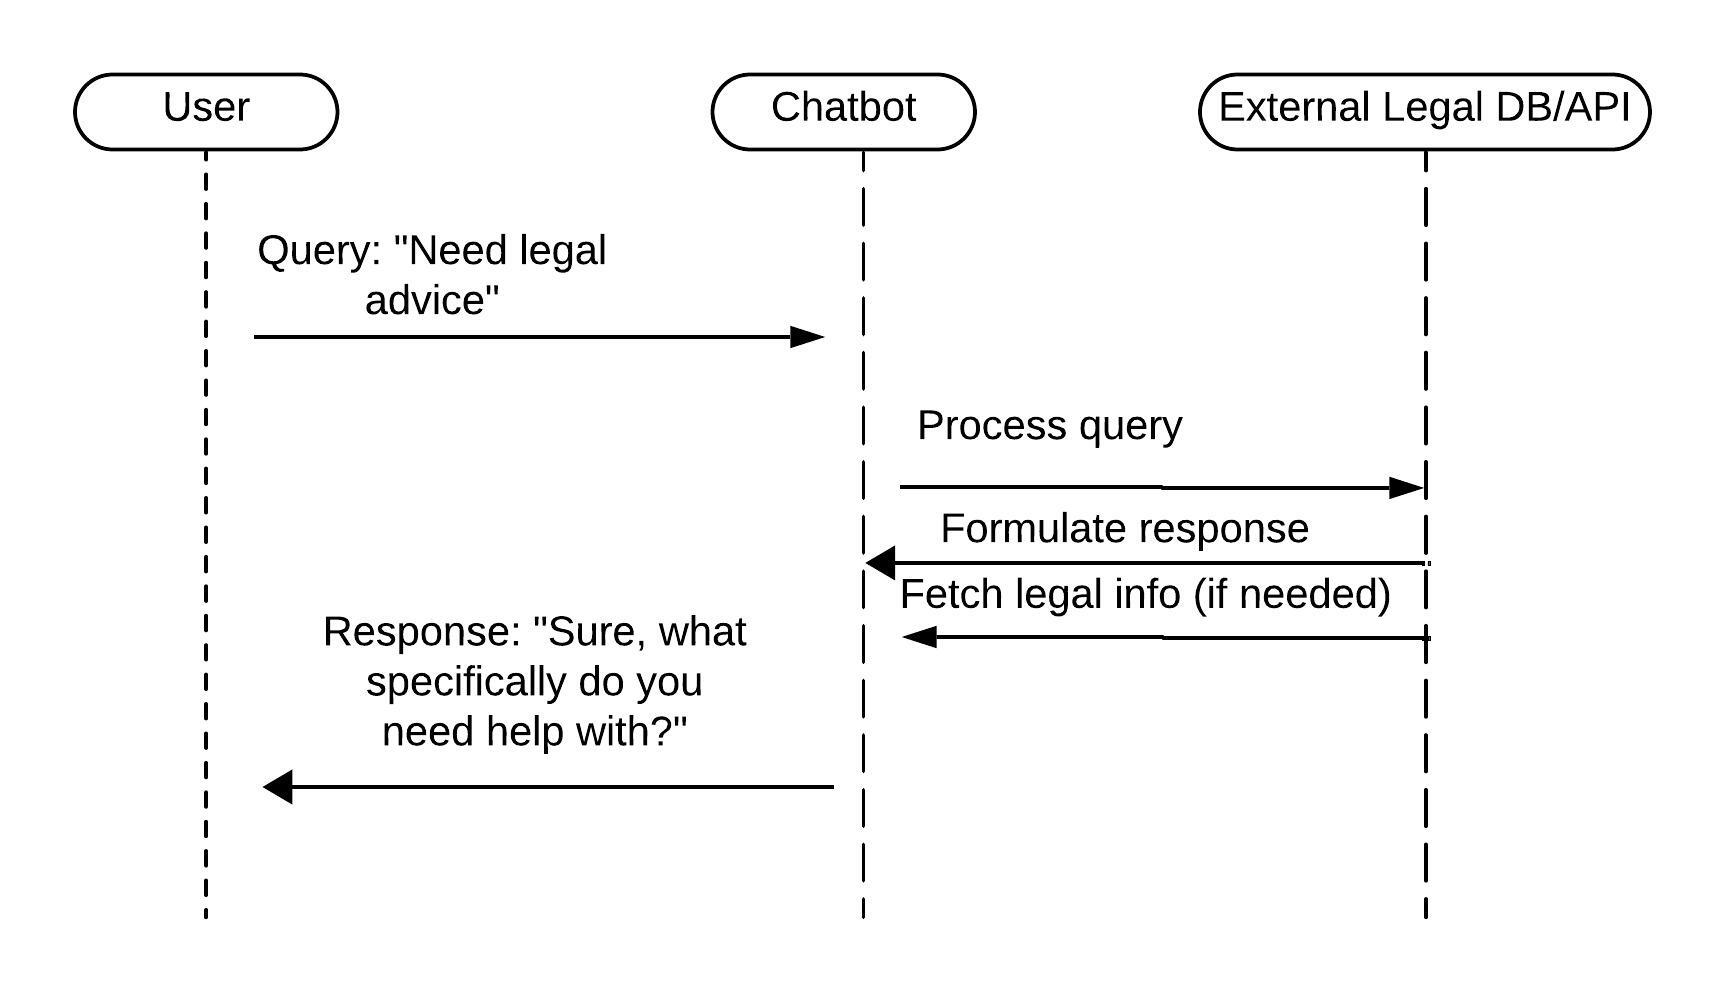 User
Chatbot
External Legal DB/API
Query: "Need legal
advice"
Process query
Formulate response
Fetch legal info (if needed)
Response: "Sure, what
specifically do you
need help with?"